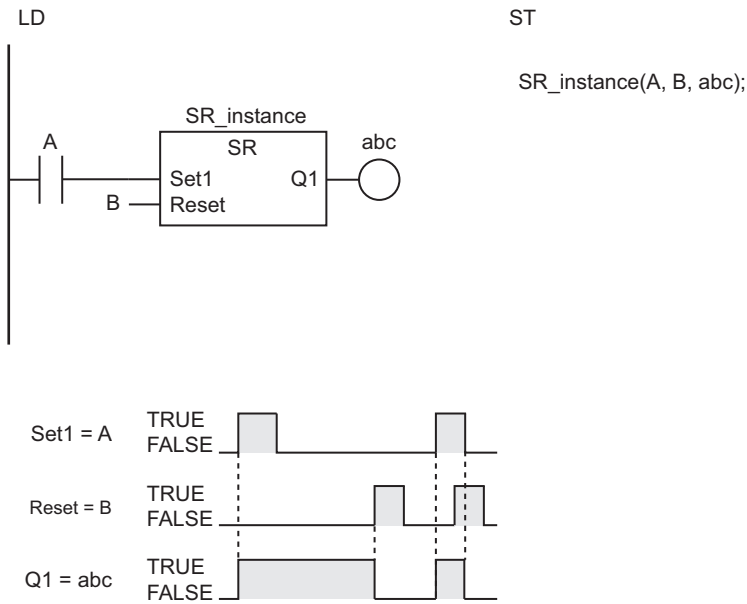 LD
ST
SR_instance(A, B, abc);
SR_instance
A
SR
abc
Set1
Q1
B
Reset
Set1 = A
TRUE
FALSE
Reset = B
TRUE
FALSE
Q1 = abc
TRUE
FALSE